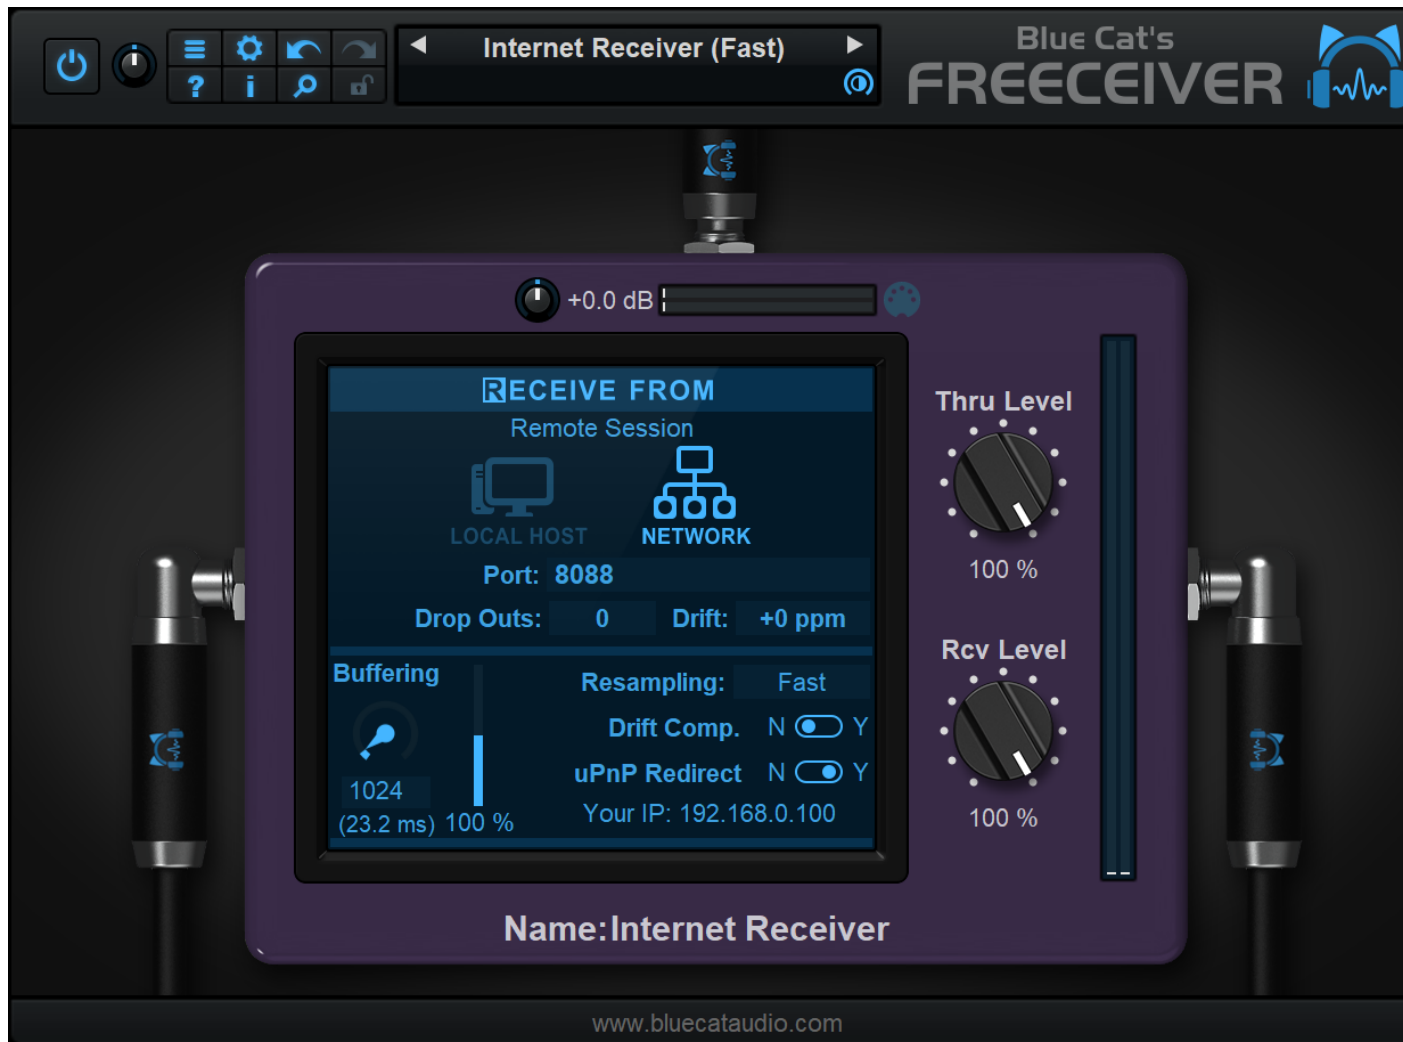 Internet Receiver (Fast)
Blue Cat's
FREECEIVER
? i
+0.0 dB
RECEIVE FROM
Remote Session
LOCAL HOST NETWORK
Port: 8088
Drop Outs: 0 Drift: +0 ppm
Buffering
1024
(23.2 ms) 100 %
Resampling: Fast
Drift Comp. N Y
uPnP Redirect N Y
Your IP: 192.168.0.100
Thru Level
100 %
Rcv Level
100 %
Name:Internet Receiver
www.bluecataudio.com